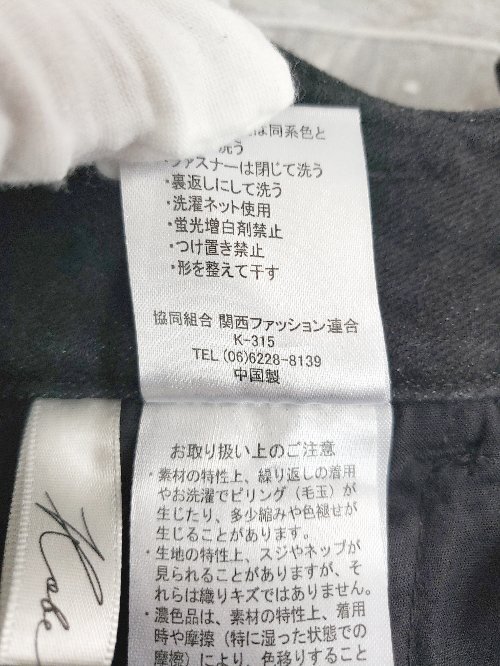 は同系色と
洗う
ファスナーは閉じて洗う
・裏返しにして洗う
・洗濯ネット使用
・蛍光増白剤禁止
・つけ置き禁止
・形を整えて干す
協同組合 関西ファッション連合
K-315
TEL (06)6228-8139
中国製
お取り扱い上のご注意
・素材の特性上、繰り返しの着用
やお洗濯でピリング（毛玉）が
生じたり、多少縮みや色褪せが
生じることがあります。
・生地の特性上、スジやネップが
見られることがありますが、そ
れらは織りキズではありません。
・濃色品は、素材の特性上、着用
時や摩擦（特に湿った状態での
摩擦）により、色移りすること